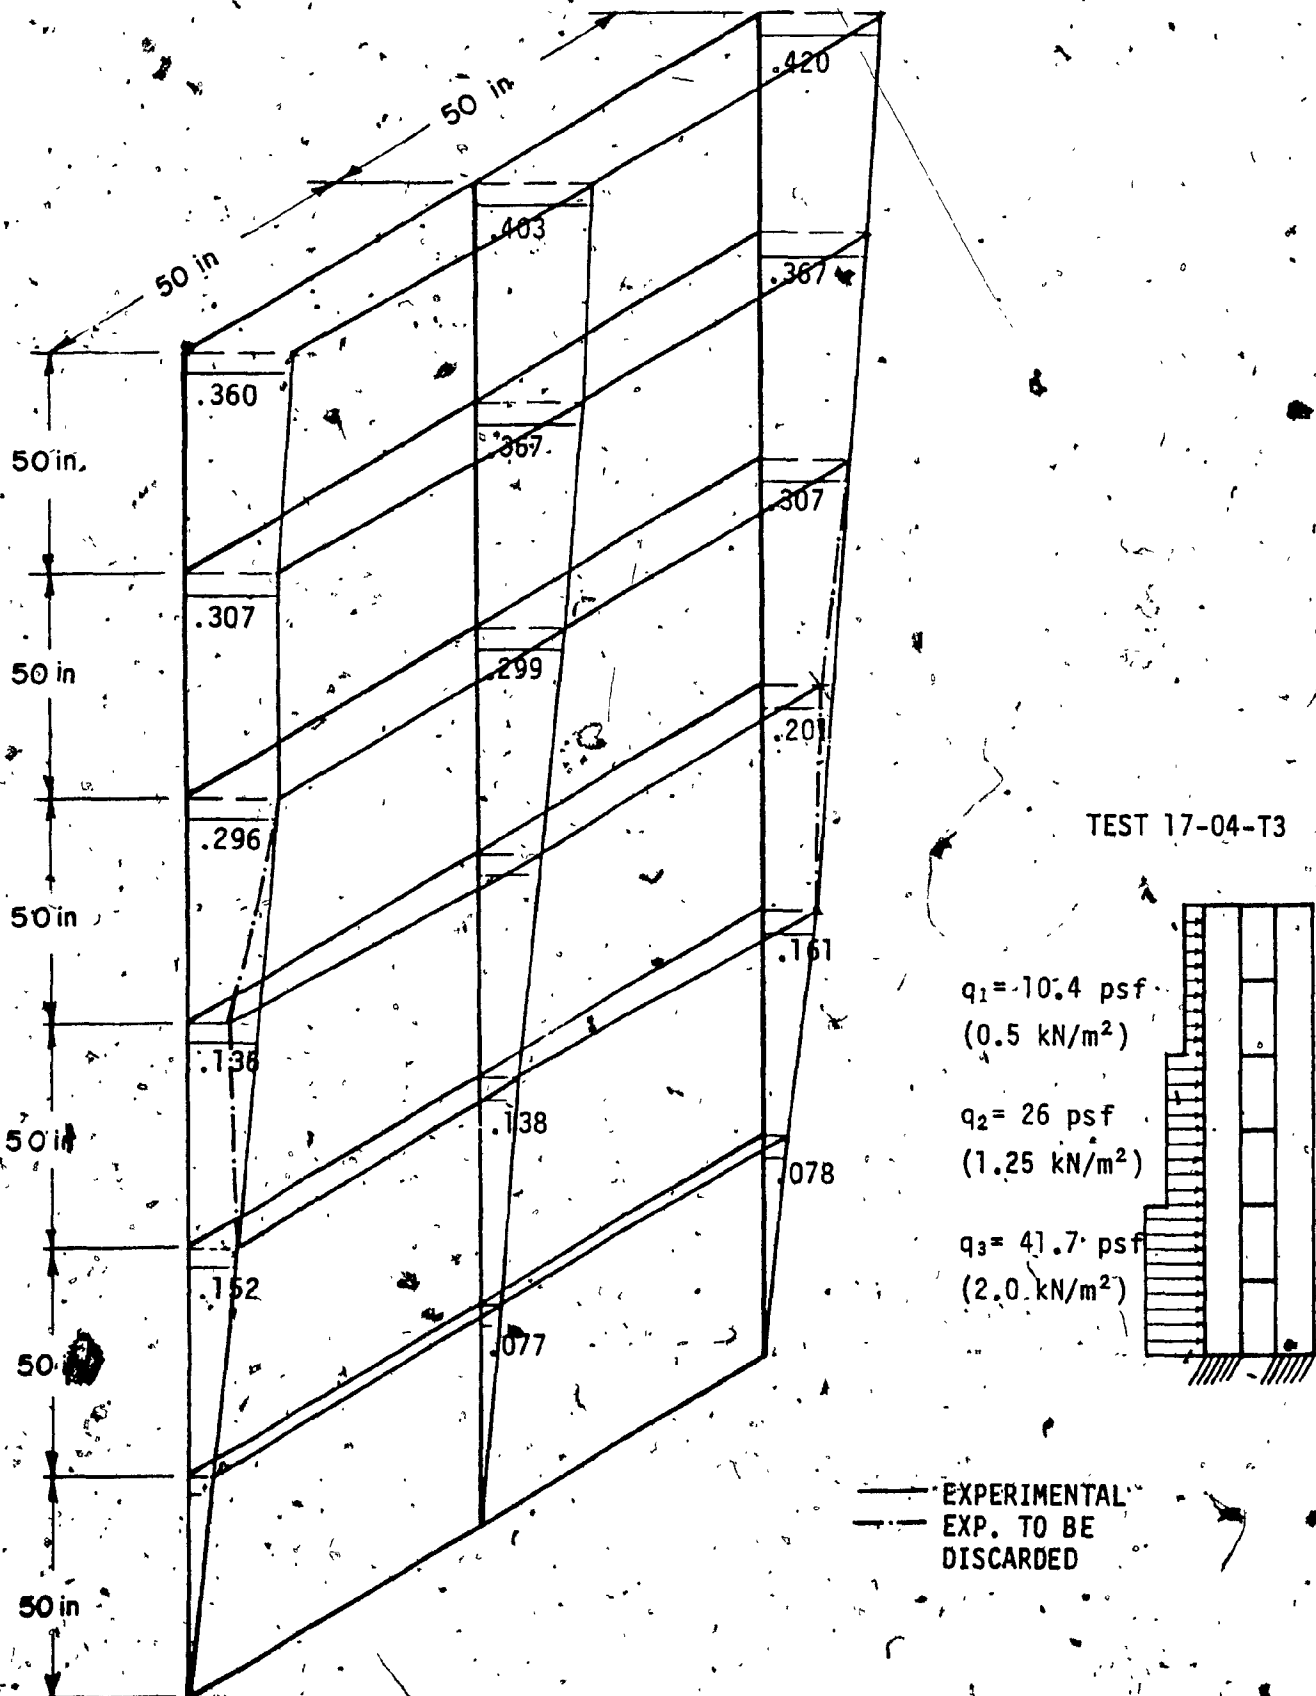 50 in
.420
50 in
.403
.367
.360
50 in.
.367
.307
.307
50 in
.299
.201
.296
TEST 17-04-T3
50 in
.161
q₁= 10.4 psf
(0.5 kN/m²)
.136
.138
q₂= 26 psf
(1.25 kN/m²)
50 in
.078
q₃= 41.7 psf
(2.0 kN/m²)
.152
.077
50
EXPERIMENTAL
EXP. TO BE
DISCARDED
50 in